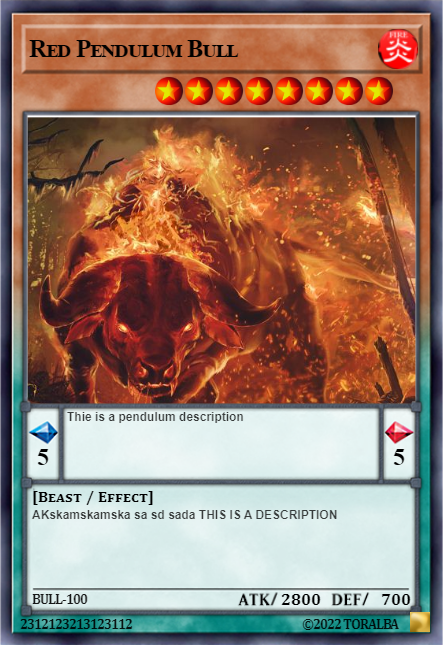 Red Pendulum Bull
FIRE
炎
Thie is a pendulum description
5
5
[Beast / Effect]
AKskamskamska sa sd sada THIS IS A DESCRIPTION
BULL-100 ATK/ 2800 DEF/ 700
2312123213123112 ©2022 TORALBA